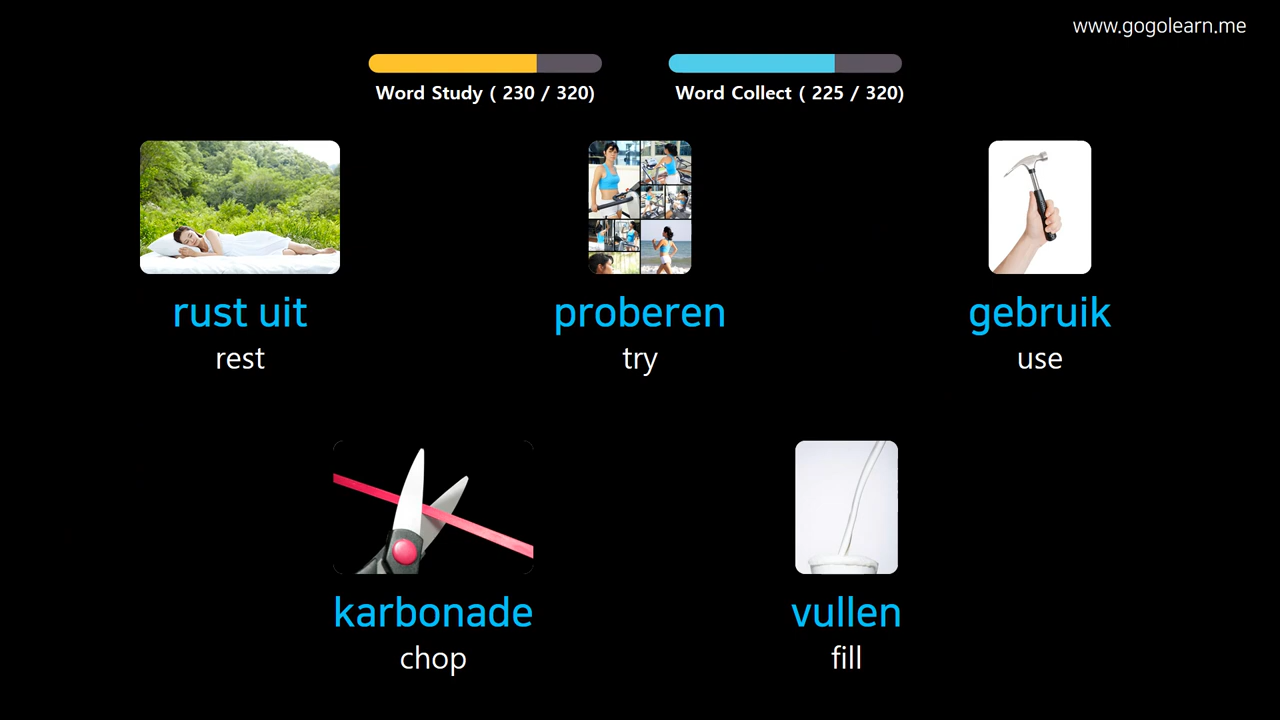 www.gogolearn.me
Word Study ( 230 / 320)
Word Collect ( 225 / 320)
rust uit
rest
proberen
try
gebruik
use
karbonade
chop
vullen
fill